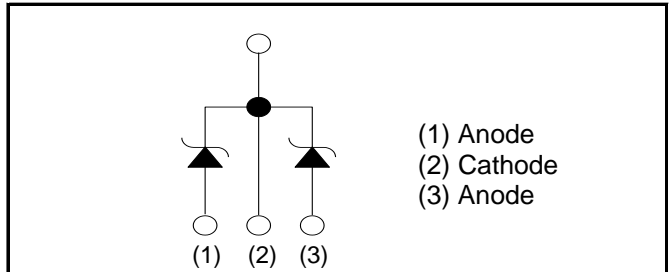 (1) Anode
(2) Cathode
(3) Anode
(1) (2) (3)